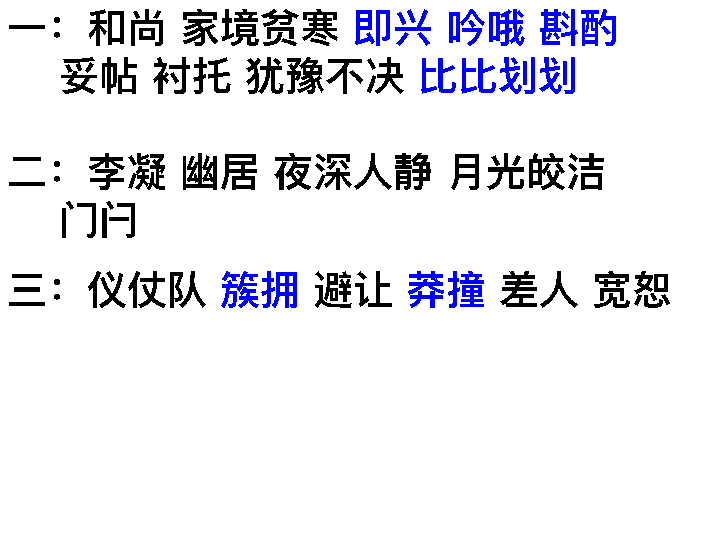 一：和尚 家境贫寒 即兴 吟哦 斟酌
妥帖 衬托 犹豫不决 比比划划
二：李凝 幽居 夜深人静 月光皎洁
门闩
三：仪仗队 簇拥 避让 莽撞 差人 宽恕